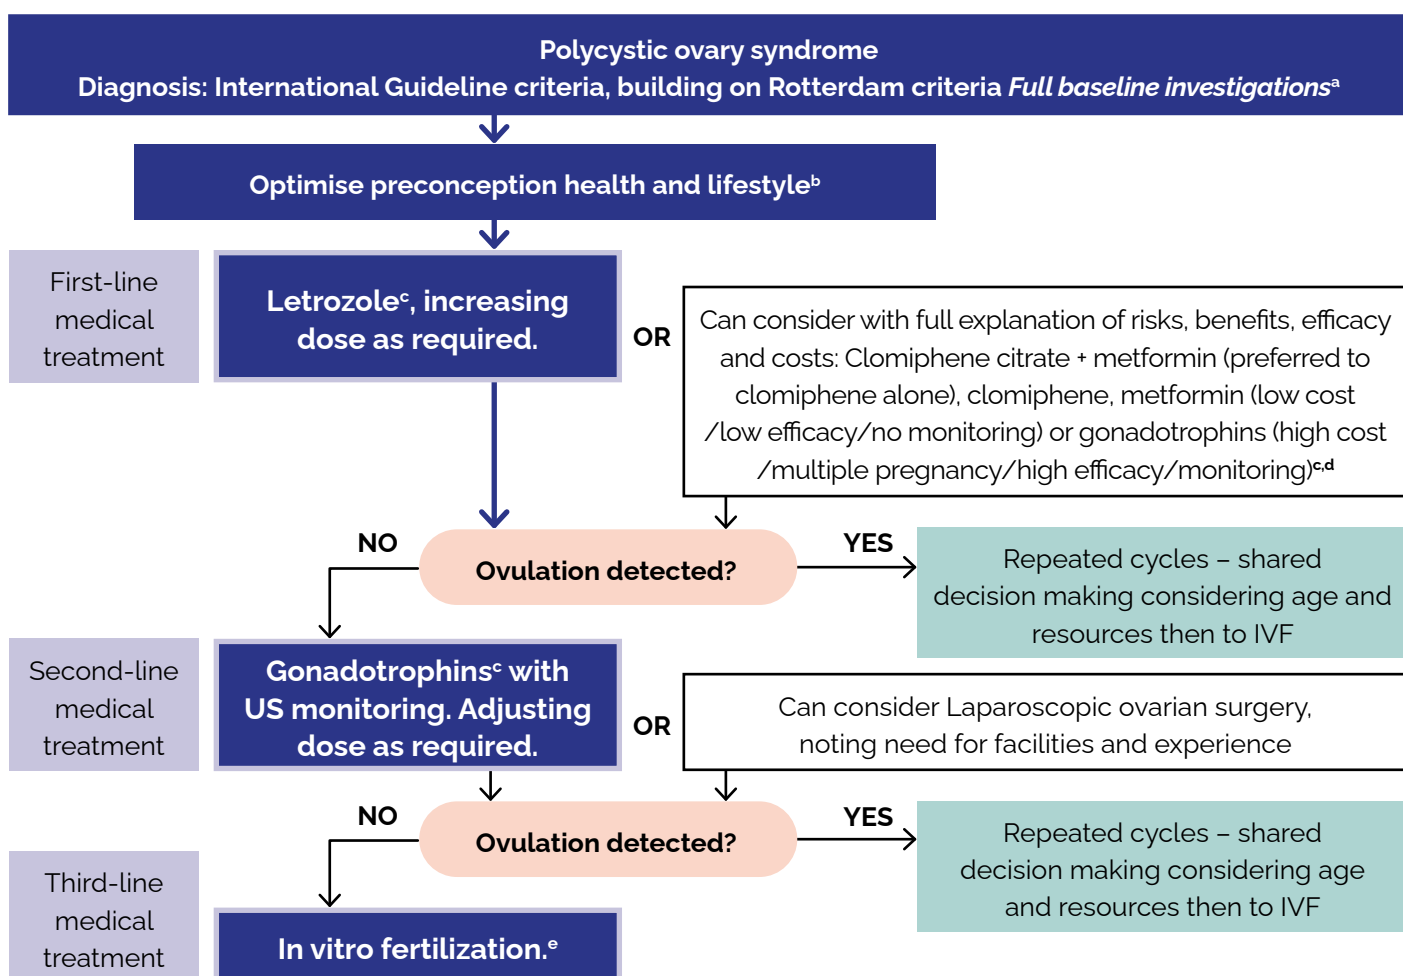 Polycystic ovary syndrome
Diagnosis: International Guideline criteria, building on Rotterdam criteria Full baseline investigationsᵃ
Optimise preconception health and lifestyleᵇ
First-line
medical
treatment
Letrozoleᶜ, increasing
dose as required.
OR
Can consider with full explanation of risks, benefits, efficacy
and costs: Clomiphene citrate + metformin (preferred to
clomiphene alone), clomiphene, metformin (low cost
/low efficacy/no monitoring) or gonadotrophins (high cost
/multiple pregnancy/high efficacy/monitoring)ᶜ,ᵈ
NO
Ovulation detected?
YES
Repeated cycles – shared
decision making considering age and
resources then to IVF
Second-line
medical
treatment
Gonadotrophinsᶜ with
US monitoring. Adjusting
dose as required.
OR
Can consider Laparoscopic ovarian surgery,
noting need for facilities and experience
NO
Ovulation detected?
YES
Repeated cycles – shared
decision making considering age
and resources then to IVF
Third-line
medical
treatment
In vitro fertilization.ᵉ